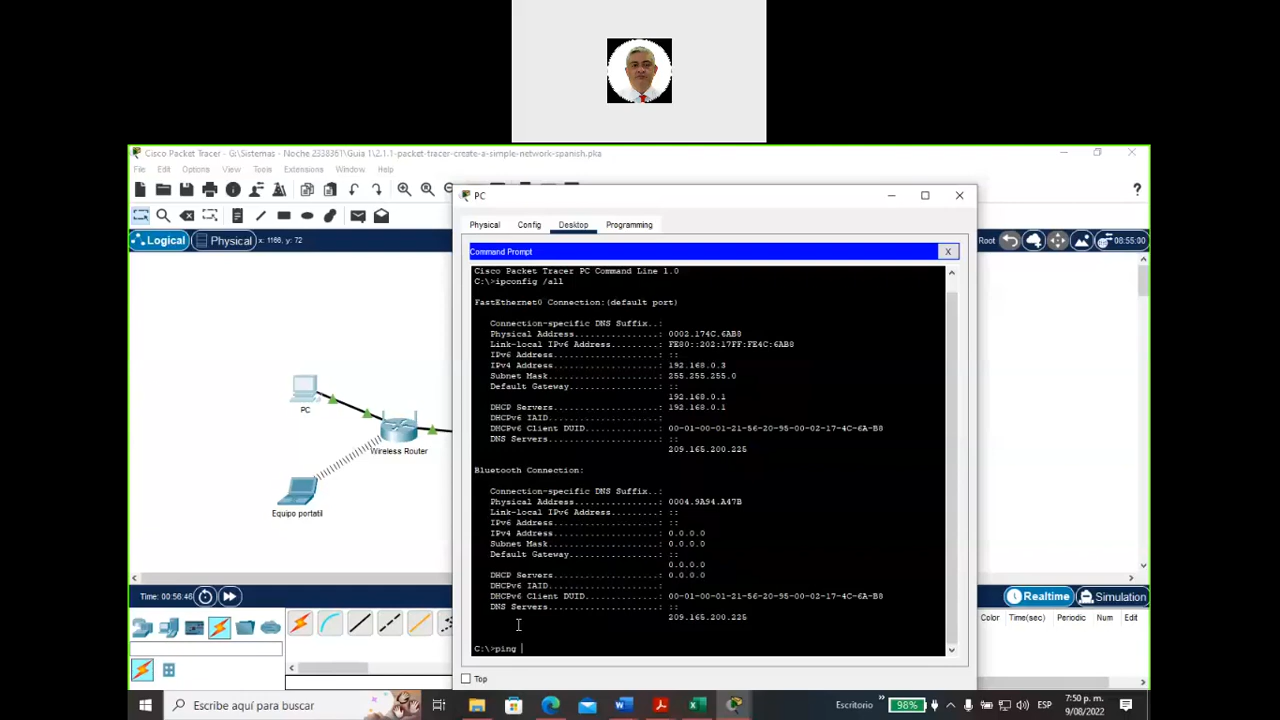 Cisco Packet Tracer - G:\Sistemas - Noche 2338361\Guia 1\2.1.1-packet-tracer-create-a-simple-network-spanish.pka
File Edit Options View Tools Extensions Window Help
?
PC
Physical Config Desktop Programming
Logical Physical x: 1166, y: 72
Root 08:55:00
Command Prompt X
Cisco Packet Tracer PC Command Line 1.0
C:\>ipconfig /all
FastEthernet0 Connection:(default port)
Connection-specific DNS Suffix..:
Physical Address................: 0002.174C.6AB8
Link-local IPv6 Address.........: FE80::202:17FF:FE4C:6AB8
IPv6 Address....................: ::
IPv4 Address....................: 192.168.0.3
Subnet Mask.....................: 255.255.255.0
Default Gateway.................: ::
192.168.0.1
DHCP Servers....................: 192.168.0.1
DHCPv6 IAID.....................:
DHCPv6 Client DUID..............: 00-01-00-01-21-56-20-95-00-02-17-4C-6A-B8
DNS Servers.....................: ::
209.165.200.225
Bluetooth Connection:
Connection-specific DNS Suffix..:
Physical Address................: 0004.9A94.A47B
Link-local IPv6 Address.........: ::
IPv6 Address....................: ::
IPv4 Address....................: 0.0.0.0
Subnet Mask.....................: 0.0.0.0
Default Gateway.................: ::
0.0.0.0
DHCP Servers....................: 0.0.0.0
DHCPv6 IAID.....................:
DHCPv6 Client DUID..............: 00-01-00-01-21-56-20-95-00-02-17-4C-6A-B8
DNS Servers.....................: ::
209.165.200.225
C:\>ping
Top
PC
Wireless Router
Equipo portatil
Time: 00:56:46
Realtime Simulation
Color Time(sec) Periodic Num Edit
Escribe aquí para buscar
Escritorio » 98% ESP
7:50 p. m.
9/08/2022